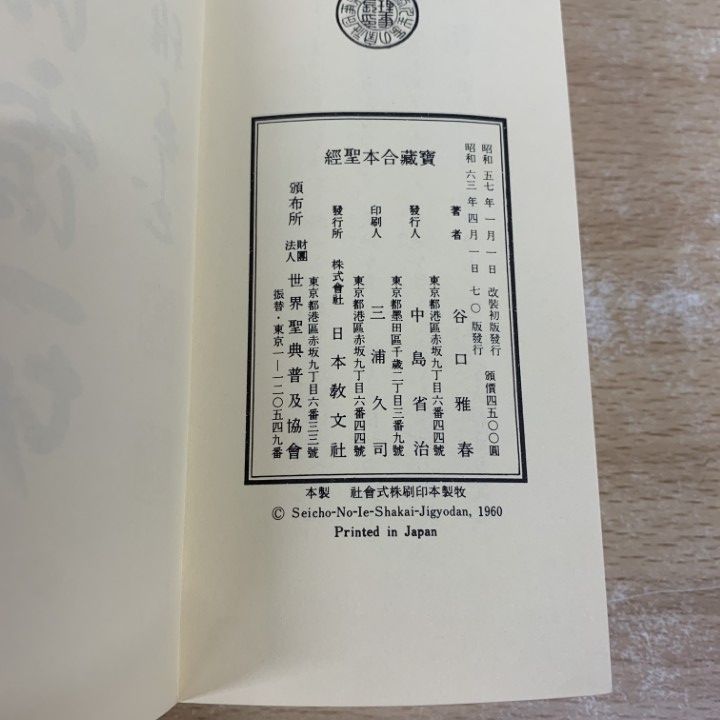 經聖本合藏寶
昭和五七年一月一日 改装初版發行 頒價四五〇〇圓
昭和六三年四月一日 七〇版發行
著者 谷口雅春
東京都港區赤坂九丁目六番四四號
發行人 中島省治
東京都墨田區千歳二丁目三番九號
印刷人 三浦久司
東京都港區赤坂九丁目六番四四號
發行所 株式會社 日本教文社
東京都港區赤坂九丁目六番三三號
頒布所 財團法人 世界聖典普及協會
振替・東京一―一二〇五四九番
本製 社會式株刷印本製牧
© Seicho-No-Ie-Shakai-Jigyodan, 1960
Printed in Japan